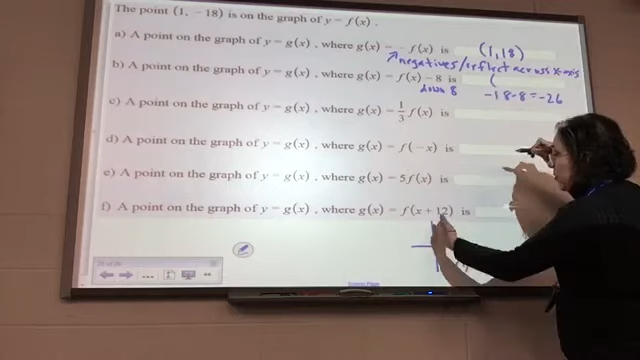 The point (1, −18) is on the graph of y = f(x).
a) A point on the graph of y = g(x), where g(x) = − f(x) is (1, 18)
negatives/reflect across x-axis
b) A point on the graph of y = g(x), where g(x) = f(x) − 8 is (
down 8 -18-8=-26
c) A point on the graph of y = g(x), where g(x) = 1/3 f(x) is
d) A point on the graph of y = g(x), where g(x) = f(−x) is
e) A point on the graph of y = g(x), where g(x) = 5f(x) is
f) A point on the graph of y = g(x), where g(x) = f(x + 12) is